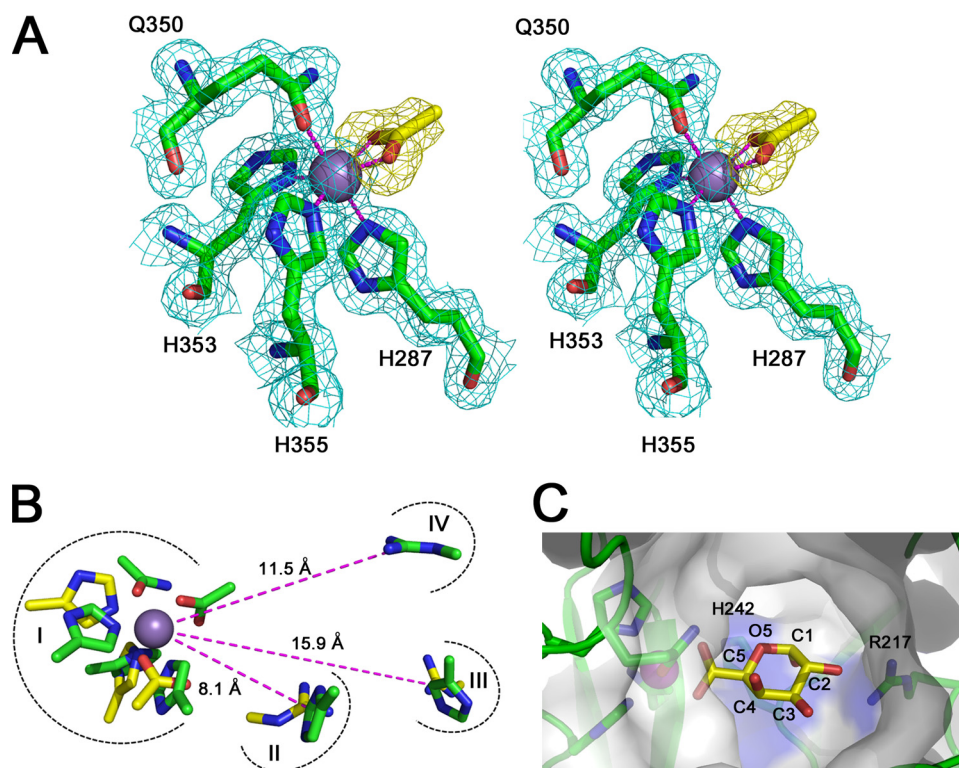 A
Q350
Q350
H353
H287
H353
H287
H355
H355
B
C
IV
11.5 Å
I
15.9 Å
8.1 Å
III
II
H242
O5
C1
R217
C5
C2
C4
C3